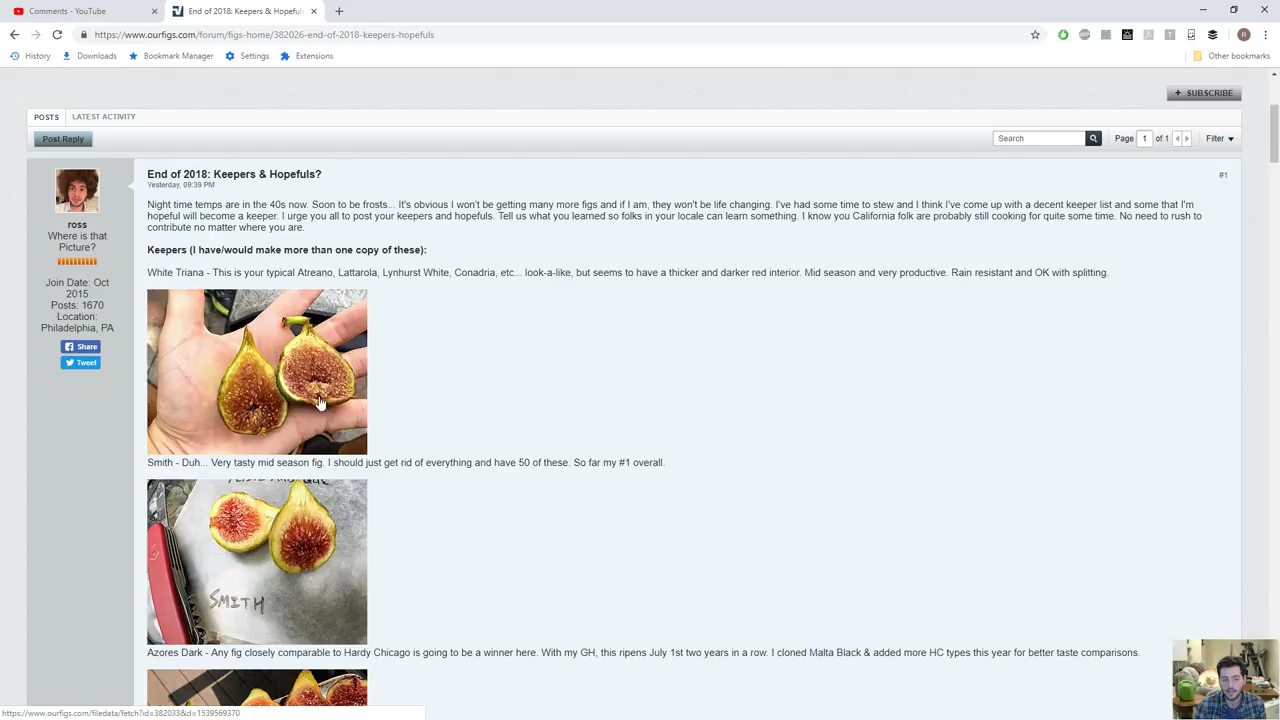 Comments - YouTube
End of 2018: Keepers & Hopefuls
https://www.ourfigs.com/forum/figs-home/382026-end-of-2018-keepers-hopefuls
History
Downloads
Bookmark Manager
Settings
Extensions
Other bookmarks
+ SUBSCRIBE
POSTS
LATEST ACTIVITY
Post Reply
Search
Page 1 of 1
Filter
ross
Where is that
Picture?
Join Date: Oct
2015
Posts: 1670
Location:
Philadelphia, PA
Share
Tweet
End of 2018: Keepers & Hopefuls?
#1
Yesterday, 09:39 PM
Night time temps are in the 40s now. Soon to be frosts... It's obvious I won't be getting many more figs and if I am, they won't be life changing. I've had some time to stew and I think I've come up with a decent keeper list and some that I'm
hopeful will become a keeper. I urge you all to post your keepers and hopefuls. Tell us what you learned so folks in your locale can learn something. I know you California folk are probably still cooking for quite some time. No need to rush to
contribute no matter where you are.
Keepers (I have/would make more than one copy of these):
White Triana - This is your typical Atreano, Lattarola, Lynhurst White, Conadria, etc... look-a-like, but seems to have a thicker and darker red interior. Mid season and very productive. Rain resistant and OK with splitting.
Smith - Duh... Very tasty mid season fig. I should just get rid of everything and have 50 of these. So far my #1 overall.
SMITH
Azores Dark - Any fig closely comparable to Hardy Chicago is going to be a winner here. With my GH, this ripens July 1st two years in a row. I cloned Malta Black & added more HC types this year for better taste comparisons.
https://www.ourfigs.com/filedata/fetch?id=382033&d=1539569370